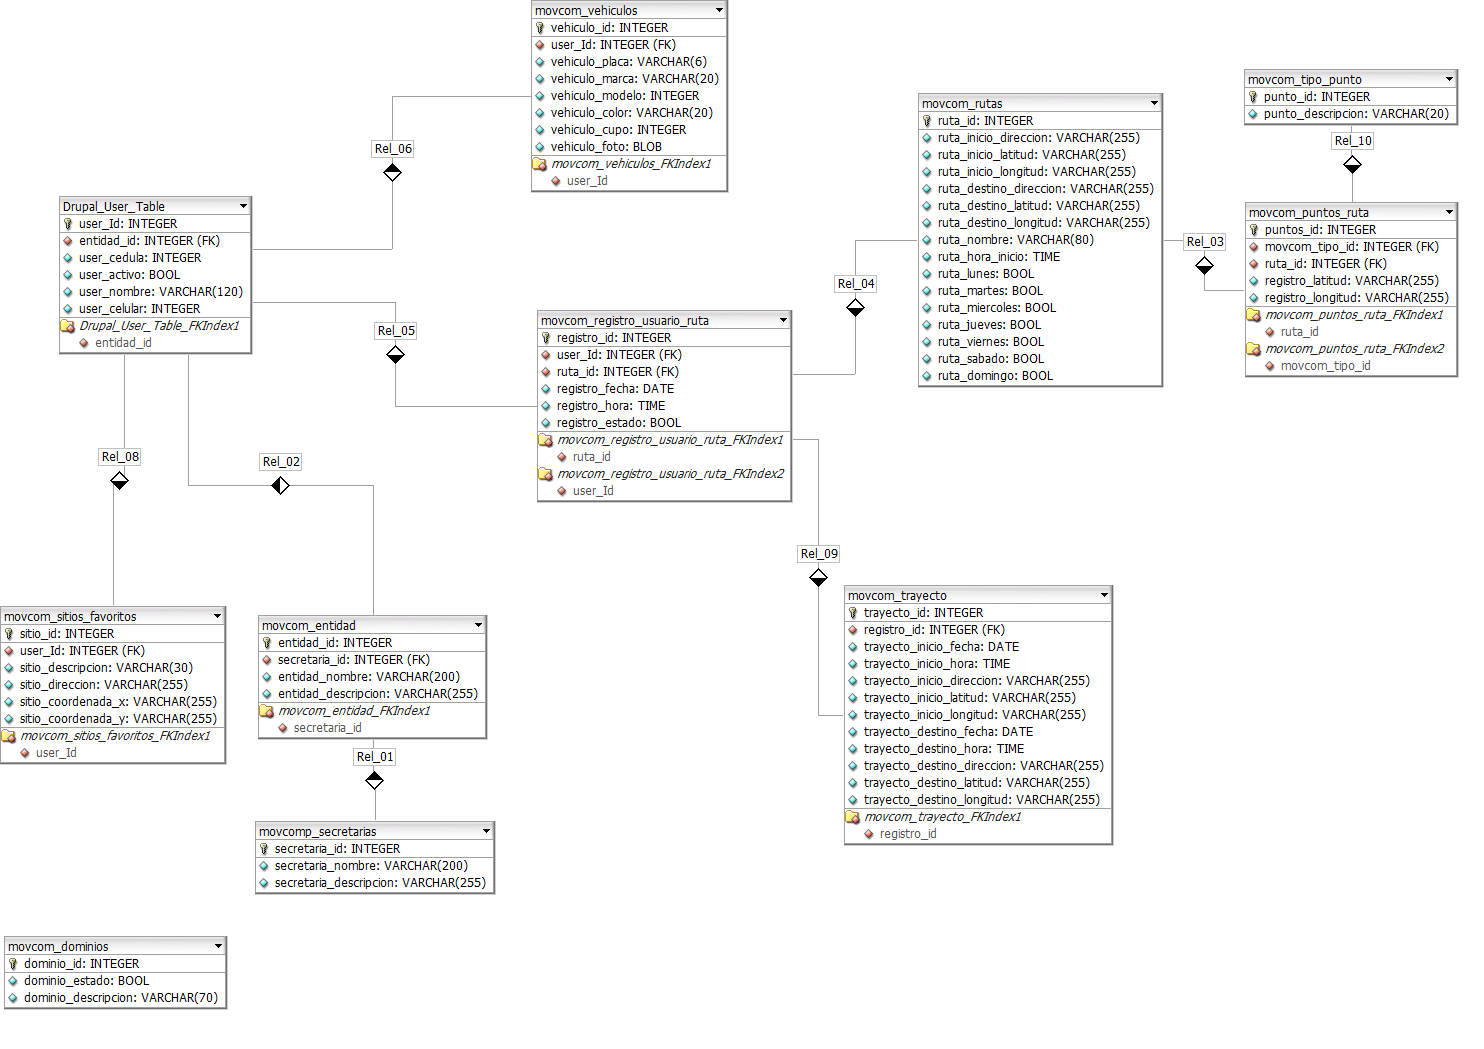 movcom_vehiculos
vehiculo_id: INTEGER
user_Id: INTEGER (FK)
vehiculo_placa: VARCHAR(6)
vehiculo_marca: VARCHAR(20)
vehiculo_modelo: INTEGER
vehiculo_color: VARCHAR(20)
vehiculo_cupo: INTEGER
vehiculo_foto: BLOB
movcom_vehiculos_FKIndex1
user_Id
Rel_06
Drupal_User_Table
user_Id: INTEGER
entidad_id: INTEGER (FK)
user_cedula: INTEGER
user_activo: BOOL
user_nombre: VARCHAR(120)
user_celular: INTEGER
Drupal_User_Table_FKIndex1
entidad_id
Rel_05
movcom_registro_usuario_ruta
registro_id: INTEGER
user_Id: INTEGER (FK)
ruta_id: INTEGER (FK)
registro_fecha: DATE
registro_hora: TIME
registro_estado: BOOL
movcom_registro_usuario_ruta_FKIndex1
ruta_id
movcom_registro_usuario_ruta_FKIndex2
user_Id
Rel_04
movcom_rutas
ruta_id: INTEGER
ruta_inicio_direccion: VARCHAR(255)
ruta_inicio_latitud: VARCHAR(255)
ruta_inicio_longitud: VARCHAR(255)
ruta_destino_direccion: VARCHAR(255)
ruta_destino_latitud: VARCHAR(255)
ruta_destino_longitud: VARCHAR(255)
ruta_nombre: VARCHAR(80)
ruta_hora_inicio: TIME
ruta_lunes: BOOL
ruta_martes: BOOL
ruta_miercoles: BOOL
ruta_jueves: BOOL
ruta_viernes: BOOL
ruta_sabado: BOOL
ruta_domingo: BOOL
Rel_03
movcom_tipo_punto
punto_id: INTEGER
punto_descripcion: VARCHAR(20)
Rel_10
movcom_puntos_ruta
puntos_id: INTEGER
movcom_tipo_id: INTEGER (FK)
ruta_id: INTEGER (FK)
registro_latitud: VARCHAR(255)
registro_longitud: VARCHAR(255)
movcom_puntos_ruta_FKIndex1
ruta_id
movcom_puntos_ruta_FKIndex2
movcom_tipo_id
Rel_08
Rel_02
Rel_09
movcom_sitios_favoritos
sitio_id: INTEGER
user_Id: INTEGER (FK)
sitio_descripcion: VARCHAR(30)
sitio_direccion: VARCHAR(255)
sitio_coordenada_x: VARCHAR(255)
sitio_coordenada_y: VARCHAR(255)
movcom_sitios_favoritos_FKIndex1
user_Id
movcom_entidad
entidad_id: INTEGER
secretaria_id: INTEGER (FK)
entidad_nombre: VARCHAR(200)
entidad_descripcion: VARCHAR(255)
movcom_entidad_FKIndex1
secretaria_id
Rel_01
movcomp_secretarias
secretaria_id: INTEGER
secretaria_nombre: VARCHAR(200)
secretaria_descripcion: VARCHAR(255)
movcom_trayecto
trayecto_id: INTEGER
registro_id: INTEGER (FK)
trayecto_inicio_fecha: DATE
trayecto_inicio_hora: TIME
trayecto_inicio_direccion: VARCHAR(255)
trayecto_inicio_latitud: VARCHAR(255)
trayecto_inicio_longitud: VARCHAR(255)
trayecto_destino_fecha: DATE
trayecto_destino_hora: TIME
trayecto_destino_direccion: VARCHAR(255)
trayecto_destino_latitud: VARCHAR(255)
trayecto_destino_longitud: VARCHAR(255)
movcom_trayecto_FKIndex1
registro_id
movcom_dominios
dominio_id: INTEGER
dominio_estado: BOOL
dominio_descripcion: VARCHAR(70)